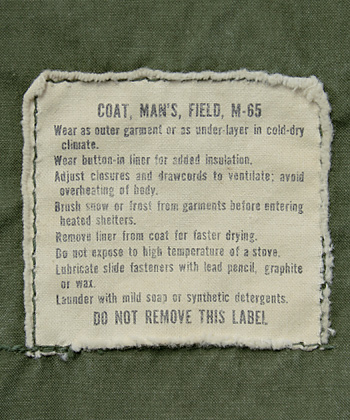 COAT, MAN'S, FIELD, M-65
Wear as outer garment or as under-layer in cold-dry
climate.
Wear button-in liner for added insulation.
Adjust closures and drawcords to ventilate; avoid
overheating of body.
Brush snow or frost from garments before entering
heated shelters.
Remove liner from coat for faster drying.
Do not expose to high temperature of a stove.
Lubricate slide fasteners with lead pencil, graphite
or wax.
Launder with mild soap or synthetic detergents.
DO NOT REMOVE THIS LABEL